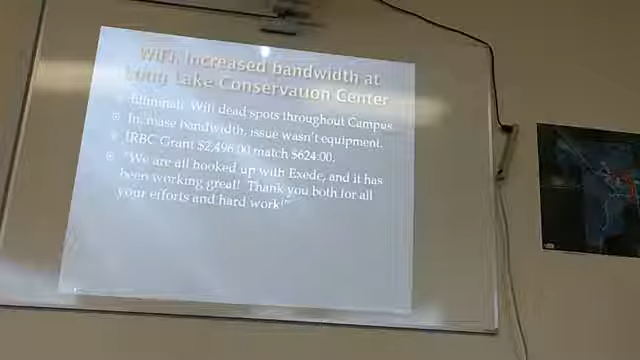 WiFi, Increased bandwidth at
Long Lake Conservation Center
Eliminate Wifi dead spots throughout Campus
Increase bandwidth, issue wasn't equipment.
IRBC Grant $2,496.00 match $624.00.
"We are all hooked up with Exede, and it has
been working great! Thank you both for all
your efforts and hard work!"